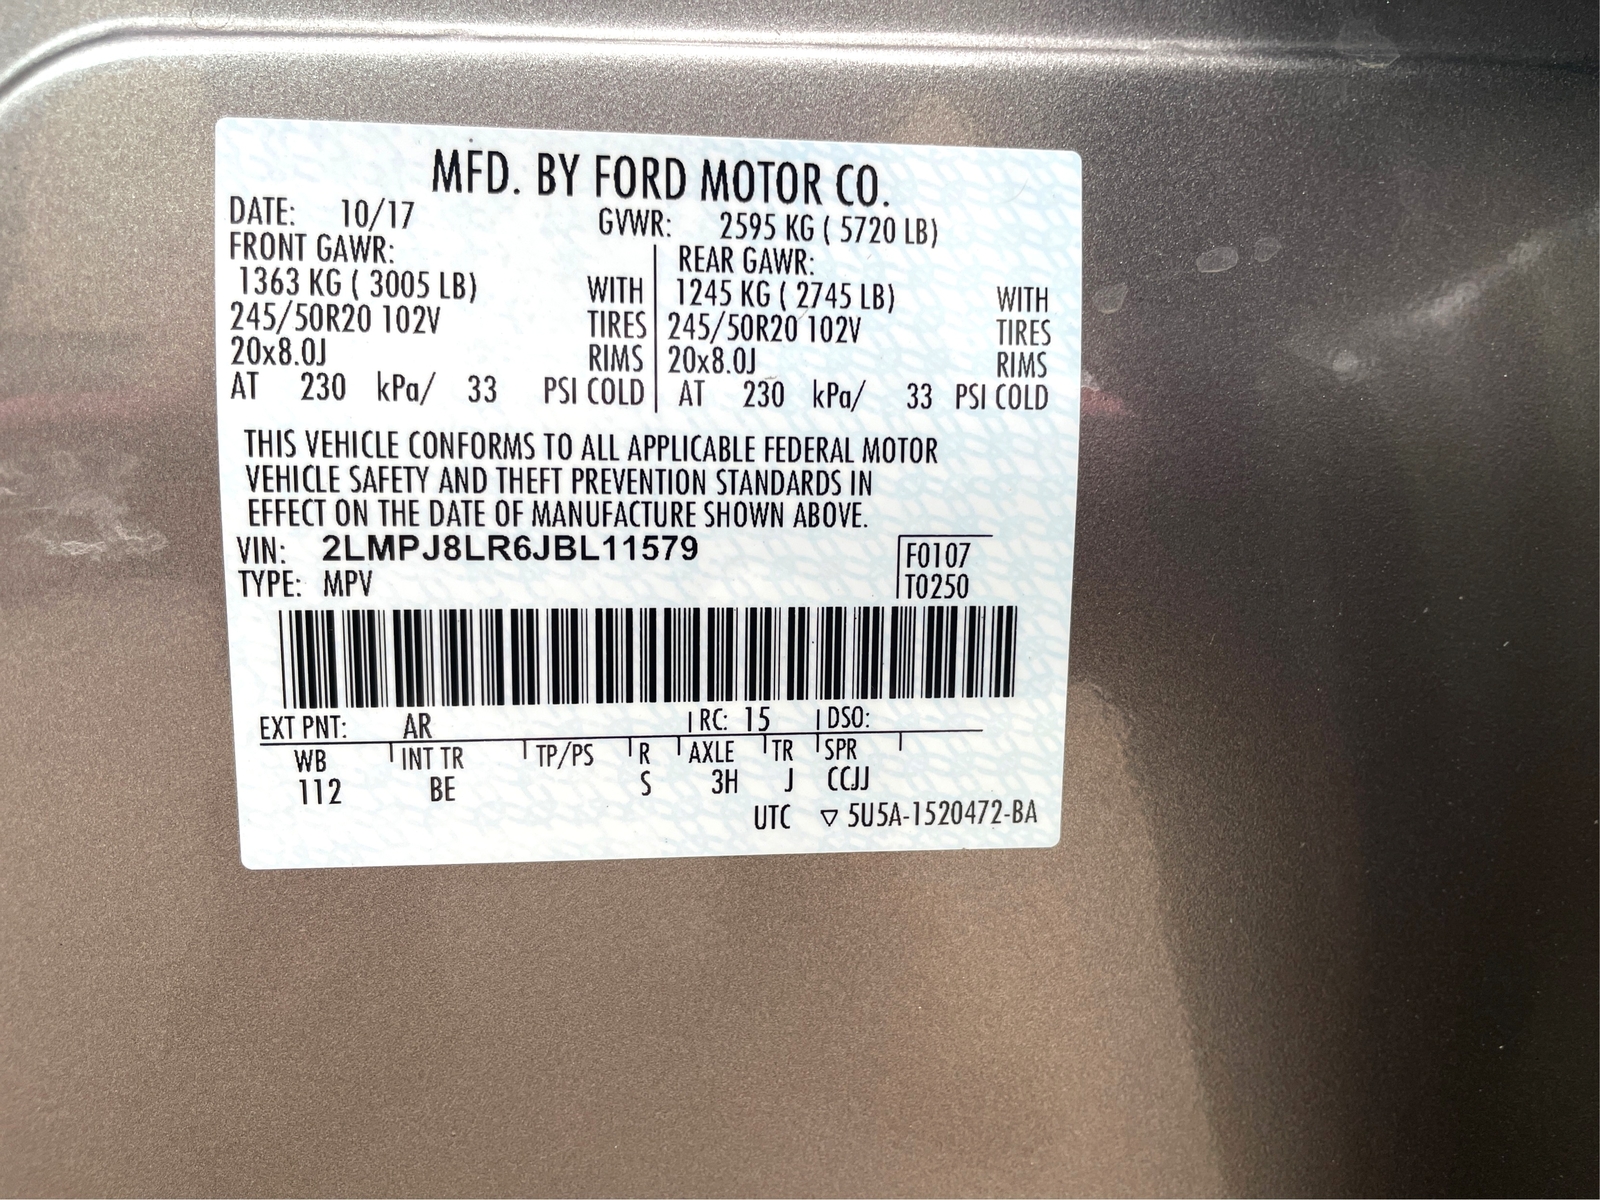 MFD. BY FORD MOTOR CO.
DATE: 10/17 GVWR: 2595 KG ( 5720 LB)
FRONT GAWR: REAR GAWR:
1363 KG ( 3005 LB) WITH 1245 KG ( 2745 LB) WITH
245/50R20 102V TIRES 245/50R20 102V TIRES
20x8.0J RIMS 20x8.0J RIMS
AT 230 kPa/ 33 PSI COLD AT 230 kPa/ 33 PSI COLD
THIS VEHICLE CONFORMS TO ALL APPLICABLE FEDERAL MOTOR
VEHICLE SAFETY AND THEFT PREVENTION STANDARDS IN
EFFECT ON THE DATE OF MANUFACTURE SHOWN ABOVE.
VIN: 2LMPJ8LR6JBL11579 F0107
TYPE: MPV T0250
EXT PNT: AR RC: 15 DSO:
WB INT TR TP/PS R AXLE TR SPR
112 BE S 3H J CCJJ
UTC ▽ 5U5A-1520472-BA